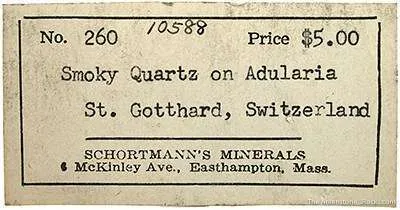 10588
No. 260 Price $5.00
Smoky Quartz on Adularia
St. Gotthard, Switzerland
SCHORTMANN'S MINERALS
6 McKinley Ave., Easthampton, Mass.